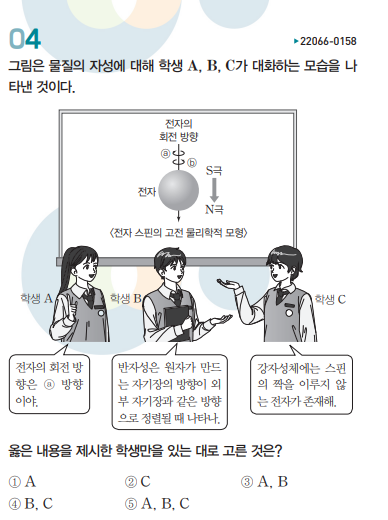 04
▶22066-0158
그림은 물질의 자성에 대해 학생 A, B, C가 대화하는 모습을 나
타낸 것이다.
전자의
회전 방향
ⓐ
ⓑ
S극
전자
N극
〈전자 스핀의 고전 물리학적 모형〉
학생 A
학생 B
학생 C
전자의 회전 방
향은 ⓐ 방향
이야.
반자성은 원자가 만드
는 자기장의 방향이 외
부 자기장과 같은 방향
으로 정렬될 때 나타나.
강자성체에는 스핀
의 짝을 이루지 않
는 전자가 존재해.
옳은 내용을 제시한 학생만을 있는 대로 고른 것은?
① A
② C
③ A, B
④ B, C
⑤ A, B, C